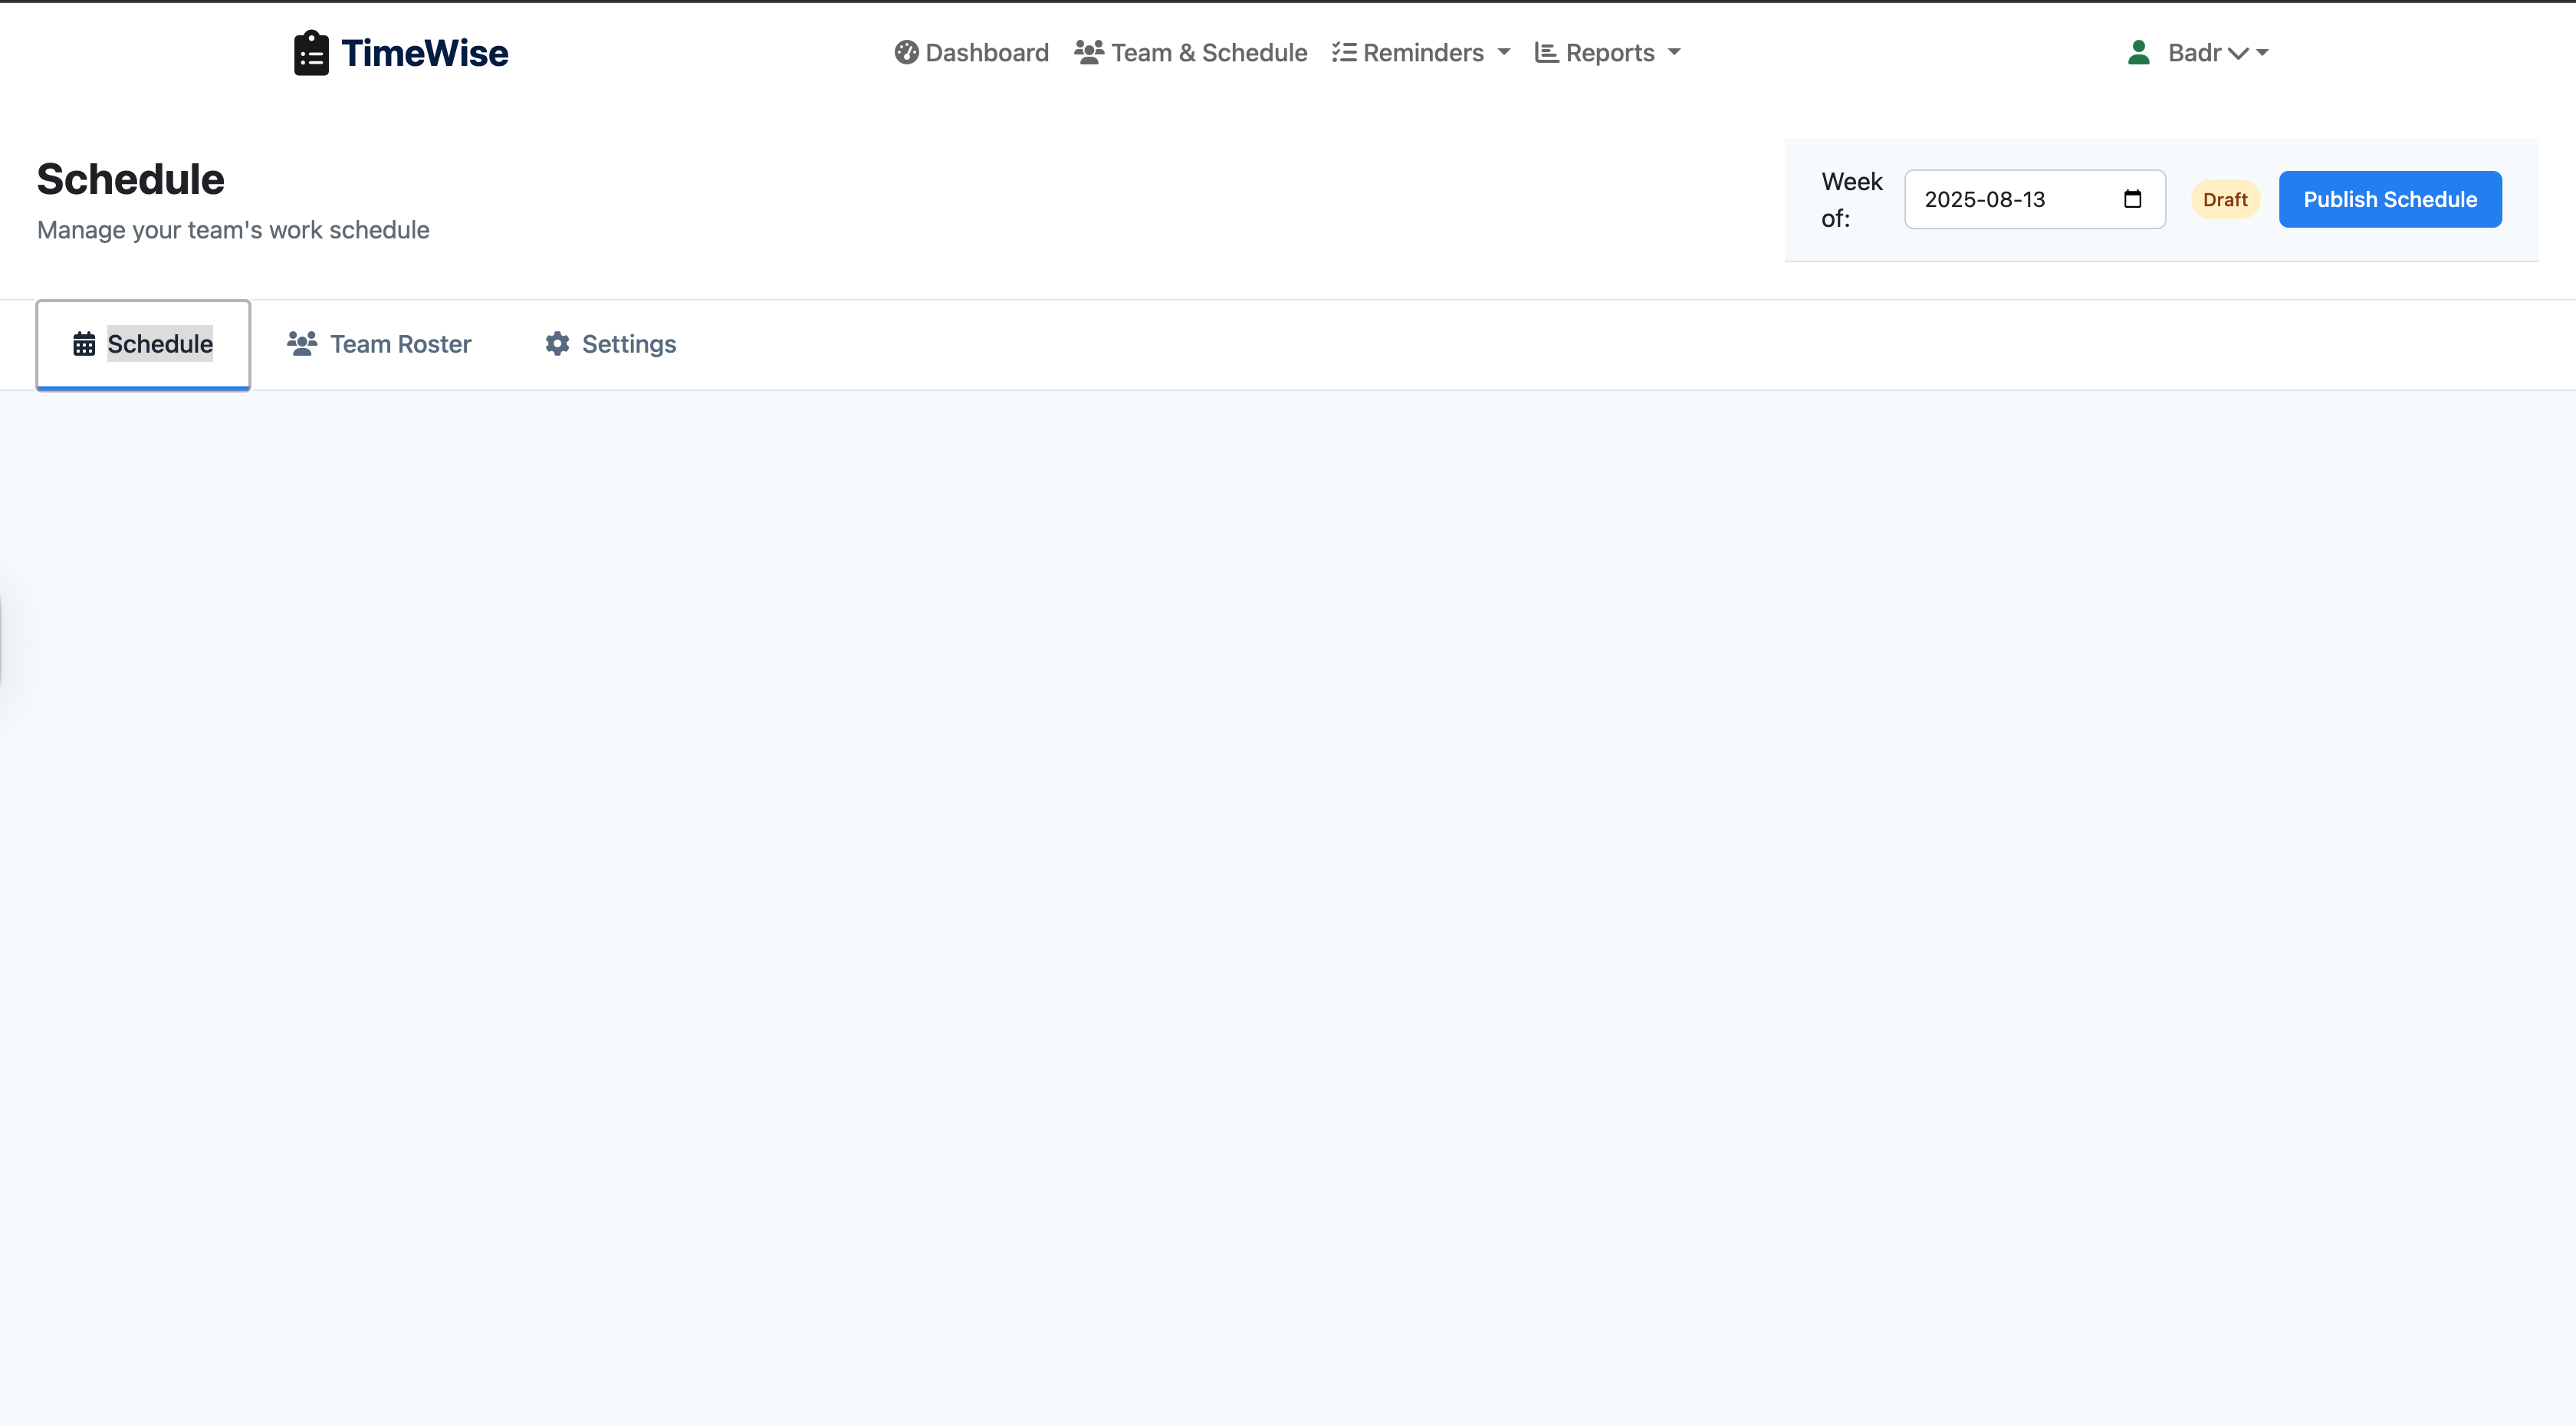 TimeWise
Dashboard
Team & Schedule
Reminders
Reports
Badr
Schedule
Manage your team's work schedule
Week
of:
2025-08-13
Draft
Publish Schedule
Schedule
Team Roster
Settings